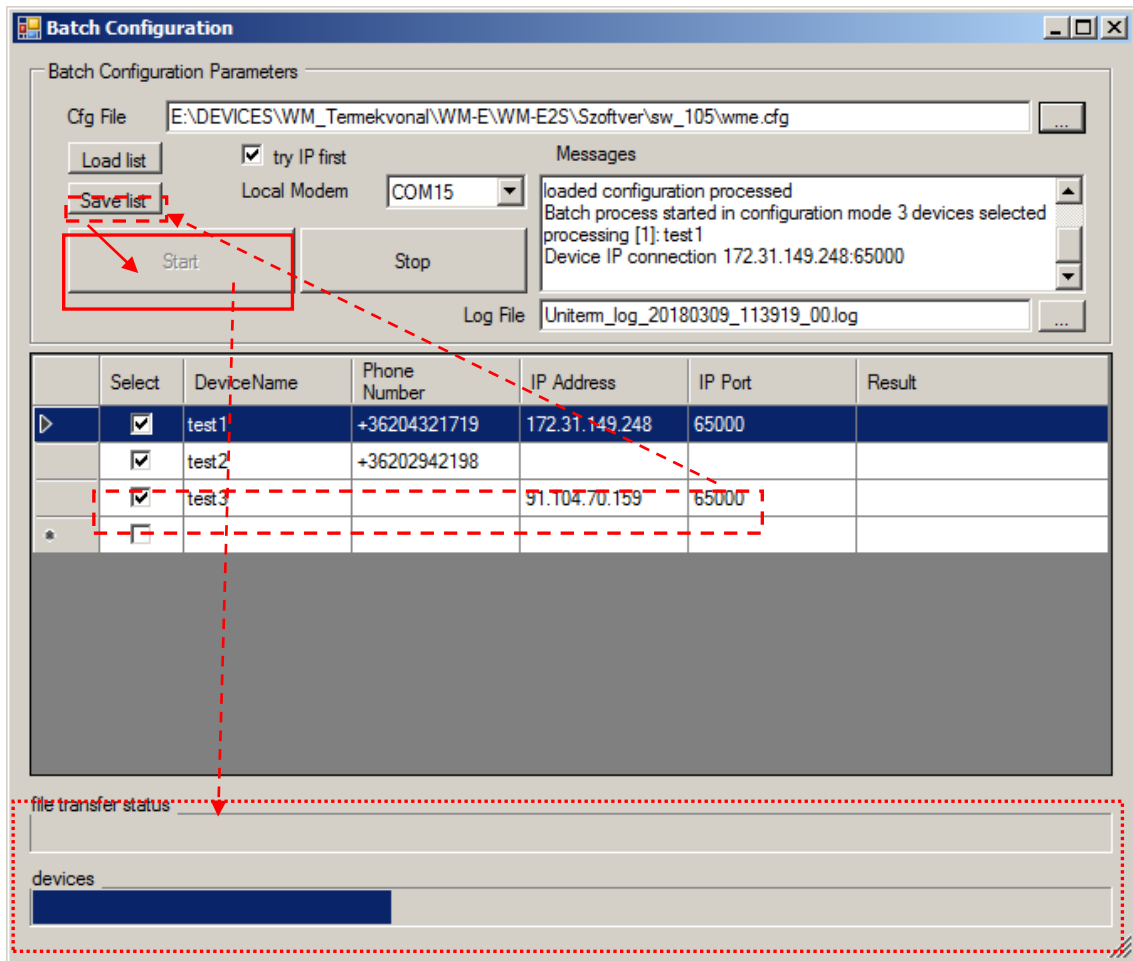 Batch Configuration
Batch Configuration Parameters
Cfg File E:\DEVICES\WM_Termekvonal\WM-E\WM-E2S\Szoftver\sw_105\wme.cfg ...
Load list try IP first Messages
Save list Local Modem COM15
loaded configuration processed
Batch process started in configuration mode 3 devices selected
processing [1]: test1
Device IP connection 172.31.149.248:65000
Start Stop
Log File Uniterm_log_20180309_113919_00.log ...
Select DeviceName Phone Number IP Address IP Port Result
test1 +36204321719 172.31.149.248 65000
test2 +36202942198
test3 91.104.70.159 65000
file transfer status
devices